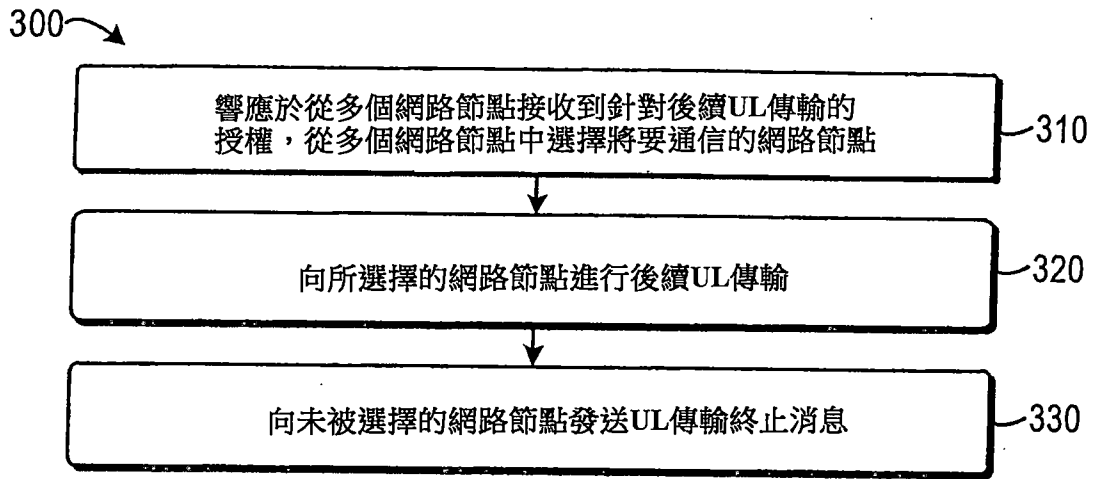 300
響應於從多個網路節點接收到針對後續UL傳輸的
授權，從多個網路節點中選擇將要通信的網路節點
310
向所選擇的網路節點進行後續UL傳輸
320
向未被選擇的網路節點發送UL傳輸終止消息
330